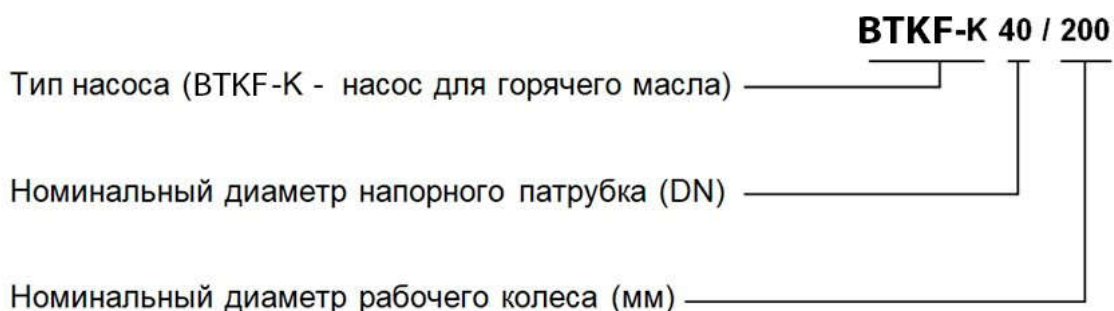 BTKF-K 40 / 200
Тип насоса (BTKF-K - насос для горячего масла)
Номинальный диаметр напорного патрубка (DN)
Номинальный диаметр рабочего колеса (мм)